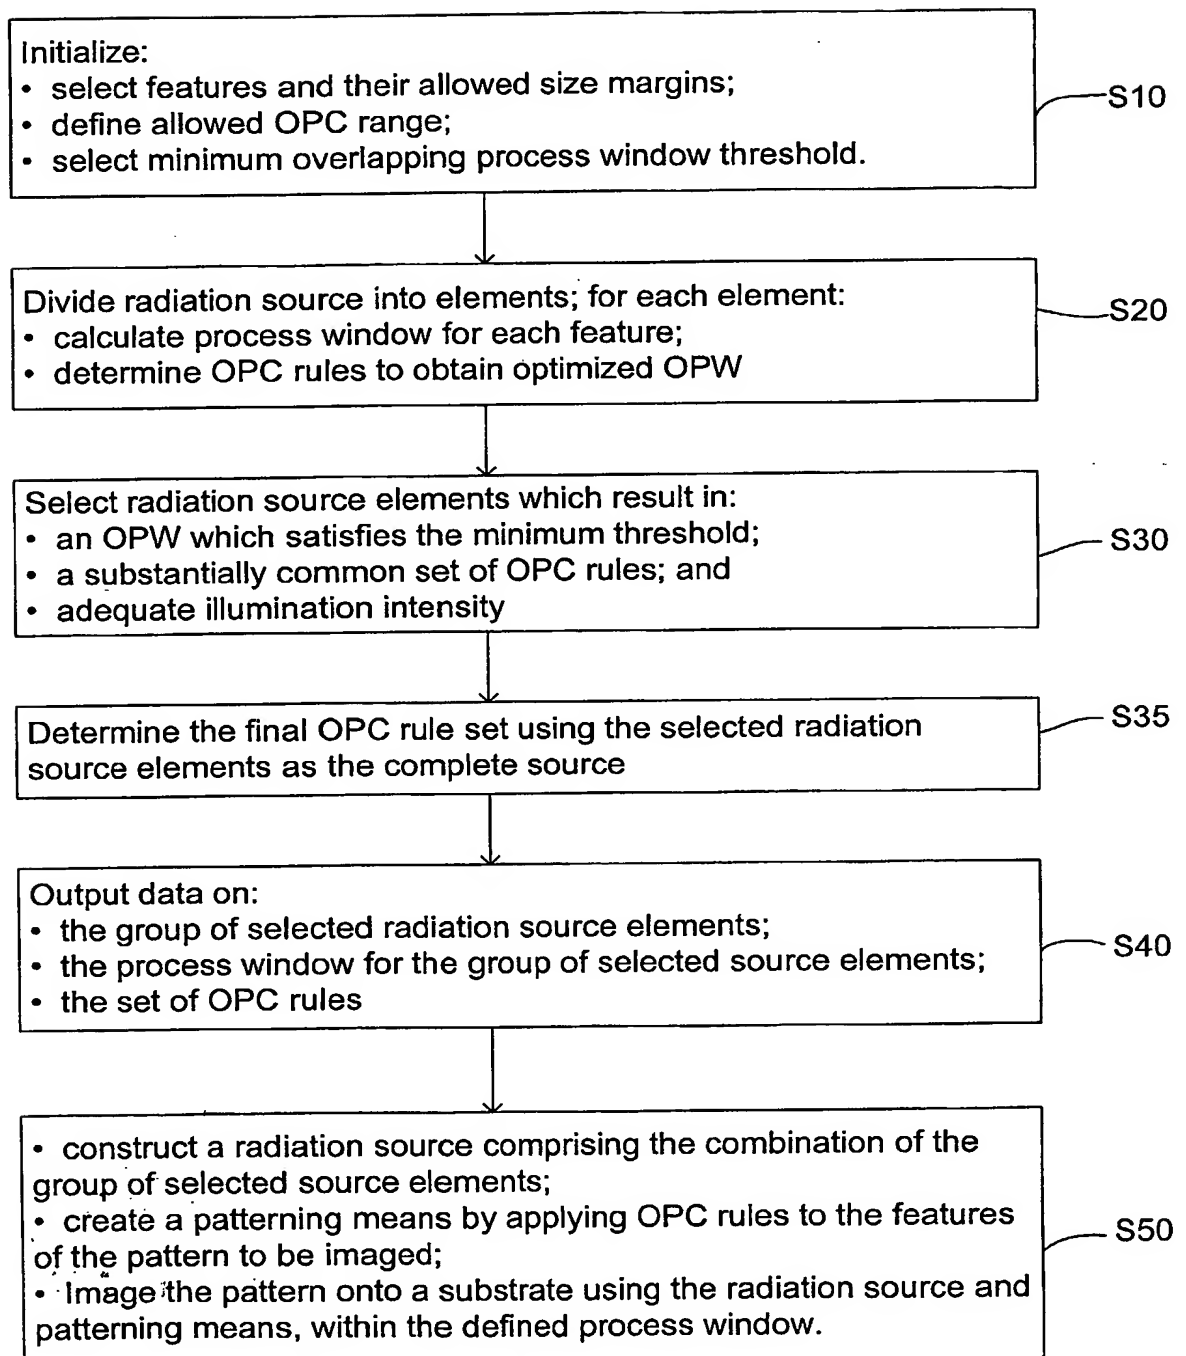 Initialize:
• select features and their allowed size margins;
• define allowed OPC range;
• select minimum overlapping process window threshold.
S10
Divide radiation source into elements; for each element:
• calculate process window for each feature;
• determine OPC rules to obtain optimized OPW
S20
Select radiation source elements which result in:
• an OPW which satisfies the minimum threshold;
• a substantially common set of OPC rules; and
• adequate illumination intensity
S30
Determine the final OPC rule set using the selected radiation
source elements as the complete source
S35
Output data on:
• the group of selected radiation source elements;
• the process window for the group of selected source elements;
• the set of OPC rules
S40
• construct a radiation source comprising the combination of the
group of selected source elements;
• create a patterning means by applying OPC rules to the features
of the pattern to be imaged;
• Image the pattern onto a substrate using the radiation source and
patterning means, within the defined process window.
S50